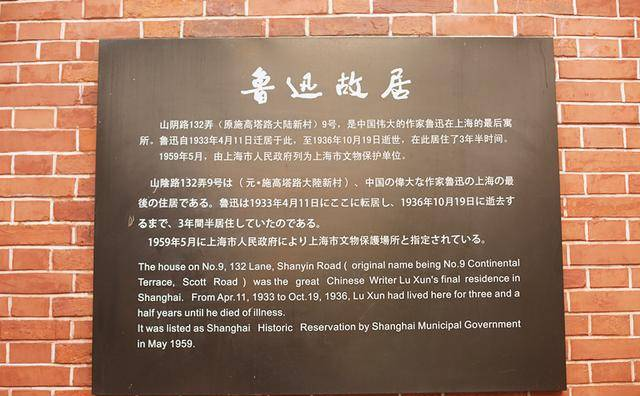 鲁迅故居
山阴路132弄（原施高塔路大陆新村）9号，是中国伟大的作家鲁迅在上海的最后寓
所。鲁迅自1933年4月11日迁居于此，至1936年10月19日逝世，在此居住了3年半时间。
1959年5月，由上海市人民政府列为上海市文物保护单位。
山陰路132弄9号は（元・施高塔路大陸新村）、中国の偉大な作家鲁迅の上海の最
後の住居である。鲁迅は1933年4月11日にここに転居し、1936年10月19日に逝去す
るまで、3年間半居住していたのである。
1959年5月に上海市人民政府により上海市文物保護場所と指定されている。
The house on No.9, 132 Lane, Shanyin Road ( original name being No.9 Continental
Terrace, Scott Road ) was the great Chinese Writer Lu Xun's final residence in
Shanghai. From Apr.11, 1933 to Oct.19, 1936, Lu Xun had lived here for three and a
half years until he died of illness.
It was listed as Shanghai Historic Reservation by Shanghai Municipal Government
in May 1959.